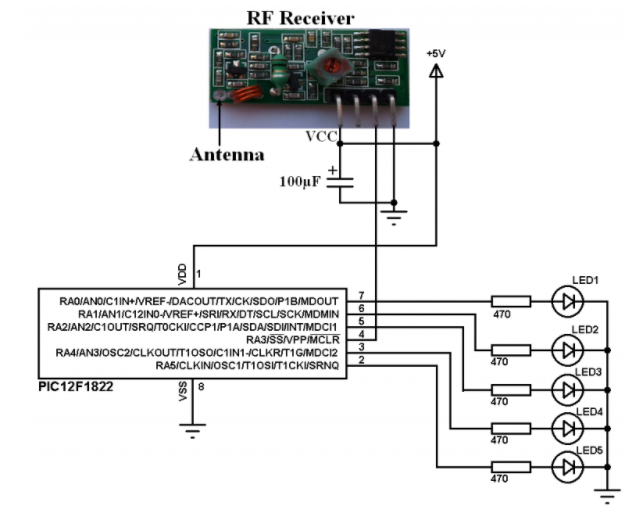 RF Receiver
+5V
VCC
Antenna
+
100µF
VDD
1
LED1
RA0/AN0/C1IN+/VREF-/DACOUT/TX/CK/SDO/P1B/MDOUT 7
470
RA1/AN1/C12IN0-/VREF+/SRI/RX/DT/SCL/SCK/MDMIN 6
RA2/AN2/C1OUT/SRQ/T0CKI/CCP1/P1A/SDA/SDI/INT/MDCI1 5
LED2
RA3/SS/VPP/MCLR 4
470
RA4/AN3/OSC2/CLKOUT/T1OSO/C1IN1-/CLKR/T1G/MDCI2 3
RA5/CLKIN/OSC1/T1OSI/T1CKI/SRNQ 2
LED3
PIC12F1822
VSS
8
470
LED4
470
LED5
470